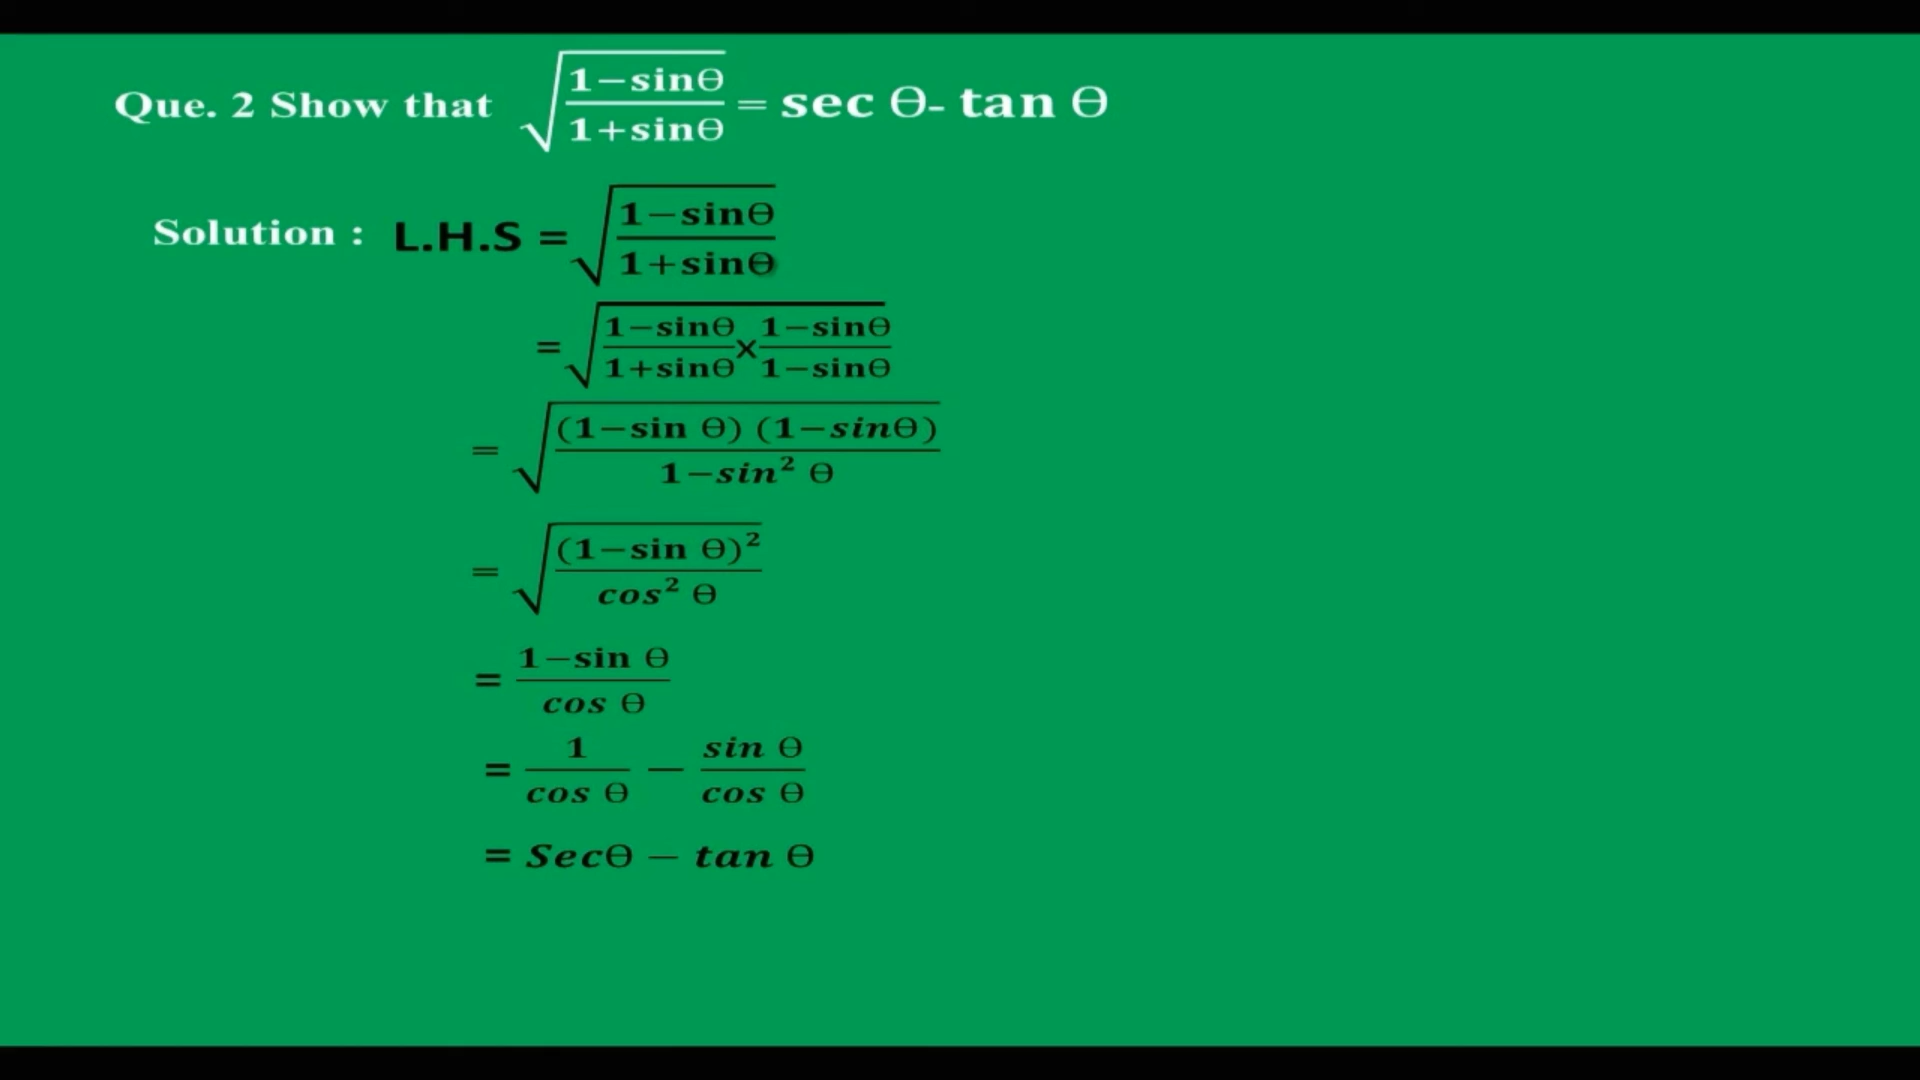 Que. 2 Show that √((1−sinθ)/(1+sinθ)) = sec θ- tan θ
Solution : L.H.S = √((1−sinθ)/(1+sinθ))
= √((1−sinθ)/(1+sinθ) × (1−sinθ)/(1−sinθ))
= √(((1−sin θ) (1−sinθ))/(1−sin² θ))
= √((1−sin θ)²/(cos² θ))
= (1−sin θ)/(cos θ)
= 1/(cos θ) − (sin θ)/(cos θ)
= Secθ − tan θ